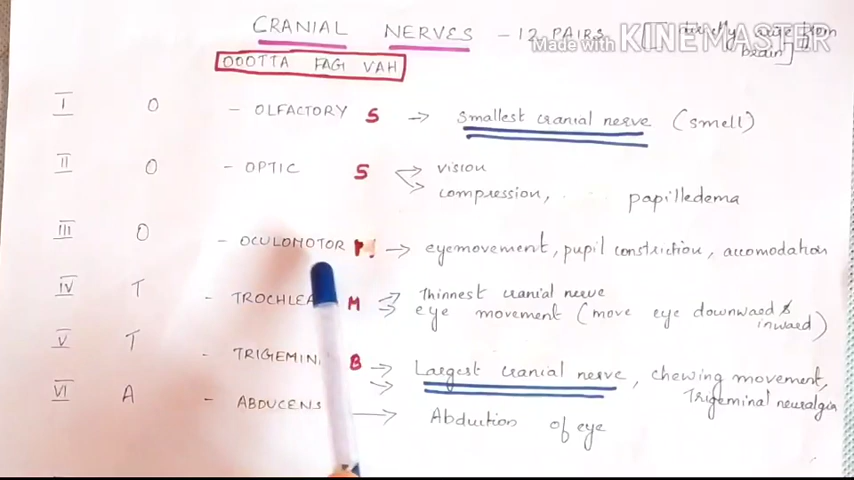 CRANIAL NERVES - 12 PAIRS
Made with KINEMASTER
brain]
OOOTTA FAGI VAH
I O - OLFACTORY S → Smallest cranial nerve (smell)
II O - OPTIC S → vision
→ compression, papilledema
III O - OCULOMOTOR → eyemovement, pupil constriction, accomodation
IV T - TROCHLEA M → Thinnest cranial nerve
→ eye movement (move eye downward & inward)
V T - TRIGEMIN B → Largest cranial nerve, chewing movement,
→ Trigeminal neuralgia
VI A - ABDUCENS → Abduction of eye